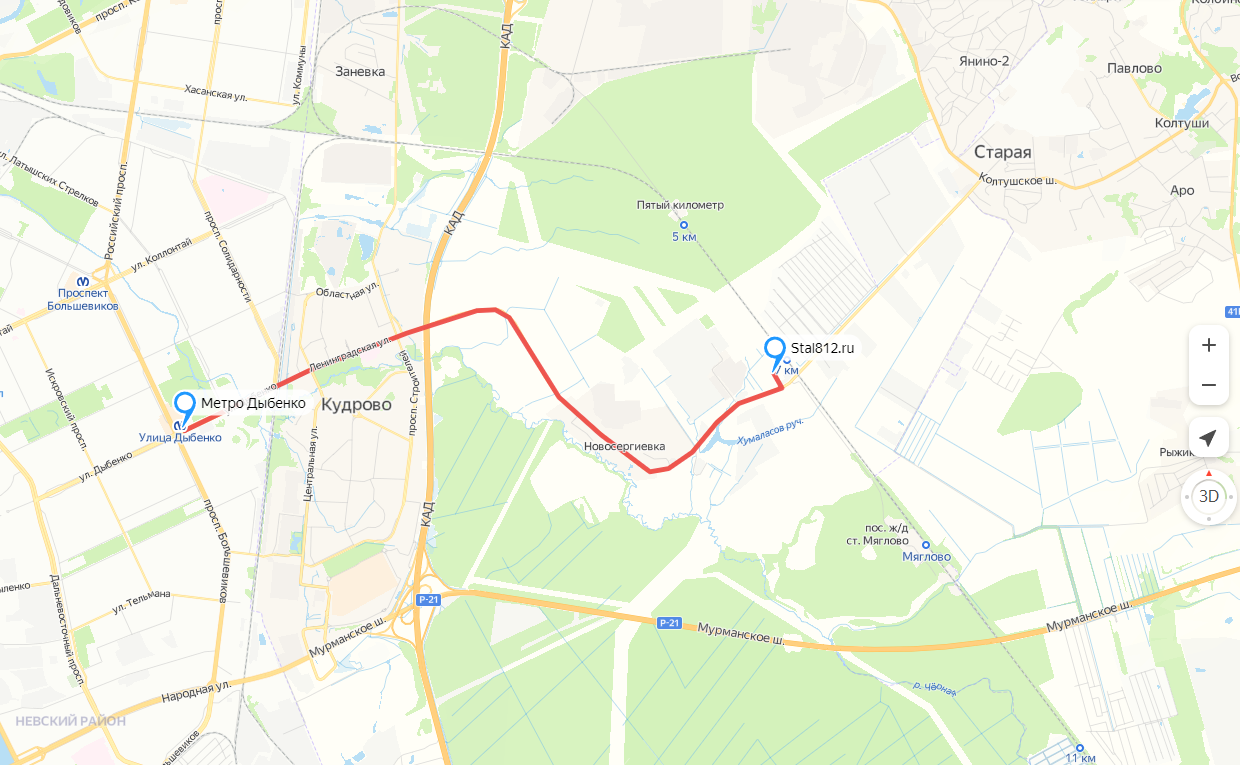 КАД
Заневка
Янино-2
Павлово
Хасанская ул.
ул. Коммуны
Колтуши
ул. Латышских Стрелков
Старая
Колтушское ш.
Аро
Российский просп.
просп. Солидарности
Пятый километр
5 км
КАД
ул. Коллонтай
Проспект
Большевиков
Областная ул.
Ленинградская ул.
просп. Строителей
Stal812.ru
км
Искровский просп.
Метро Дыбенко
Кудрово
Улица Дыбенко
ул. Дыбенко
Центральная ул.
Новосергиевка
Хумаласов руч.
3D
КАД
просп. Большевиков
пос. ж/д
ст. Мяглово
Мяглово
Дальневосточный просп.
ул. Тельмана
Р-21
Р-21
Мурманское ш.
Мурманское ш.
Мурманское ш.
Народная ул.
р. Чёрная
НЕВСКИЙ РАЙОН
11 км